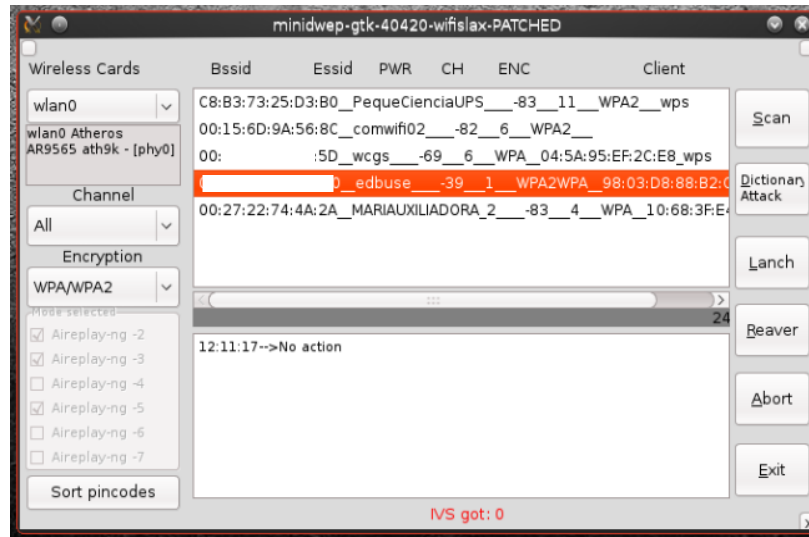 minidwep-gtk-40420-wifislax-PATCHED
Wireless Cards
Bssid Essid PWR CH ENC Client
wlan0
wlan0 Atheros
AR9565 ath9k - [phy0]
Channel
All
Encryption
WPA/WPA2
Mode selected
Aireplay-ng -2
Aireplay-ng -3
Aireplay-ng -4
Aireplay-ng -5
Aireplay-ng -6
Aireplay-ng -7
Sort pincodes
C8:B3:73:25:D3:B0__PequeCienciaUPS___-83__11__WPA2__wps
00:15:6D:9A:56:8C__comwifi02___-82__6__WPA2__
00: :5D__wcgs___-69__6__WPA__04:5A:95:EF:2C:E8_wps
__edbuse___-39__1__WPA2WPA__98:03:D8:88:B2:
00:27:22:74:4A:2A__MARIAUXILIADORA_2___-83__4__WPA__10:68:3F:E4
24
12:11:17-->No action
IVS got: 0
Scan
Dictionary
Attack
Lanch
Reaver
Abort
Exit